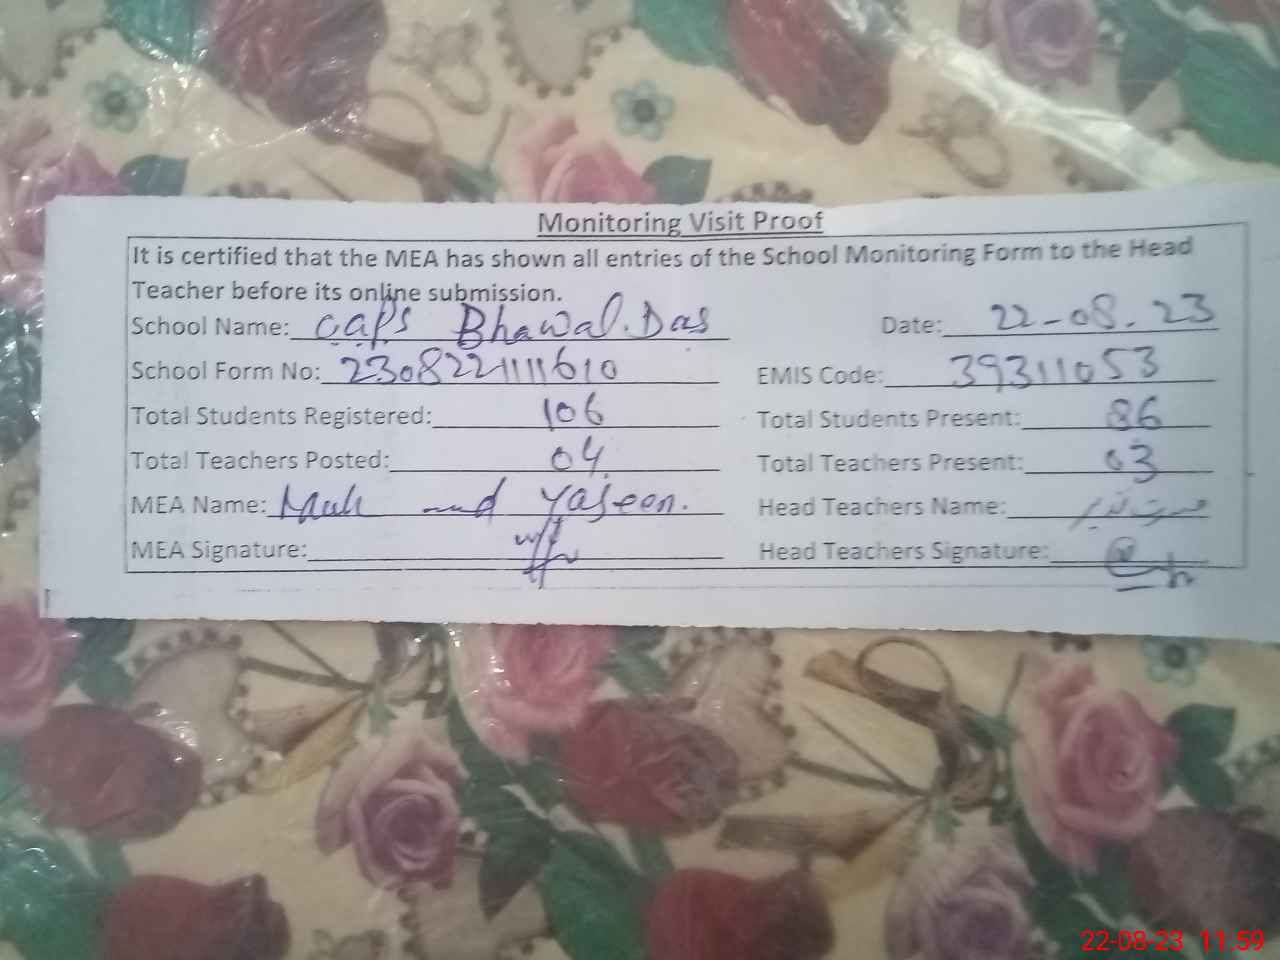 Monitoring Visit Proof
It is certified that the MEA has shown all entries of the School Monitoring Form to the Head
Teacher before its online submission.
School Name: GGPS Bhawal.Das Date: 22-08.23
School Form No: 2308221111610 EMIS Code: 39311053
Total Students Registered: 106 Total Students Present: 86
Total Teachers Posted: 04 Total Teachers Present: 03
MEA Name: Muhammad Yaseen. Head Teachers Name:
MEA Signature: Head Teachers Signature:
22-08-23 11:59